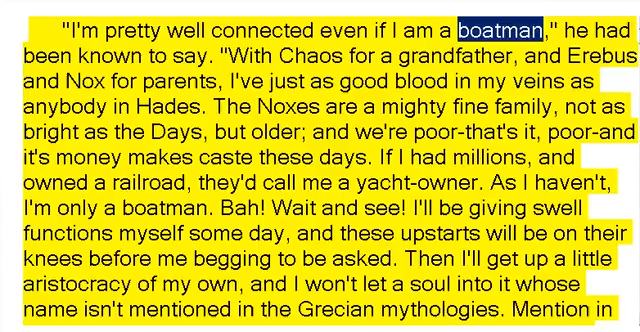 "I'm pretty well connected even if I am a boatman," he had
been known to say. "With Chaos for a grandfather, and Erebus
and Nox for parents, I've just as good blood in my veins as
anybody in Hades. The Noxes are a mighty fine family, not as
bright as the Days, but older; and we're poor-that's it, poor-and
it's money makes caste these days. If I had millions, and
owned a railroad, they'd call me a yacht-owner. As I haven't,
I'm only a boatman. Bah! Wait and see! I'll be giving swell
functions myself some day, and these upstarts will be on their
knees before me begging to be asked. Then I'll get up a little
aristocracy of my own, and I won't let a soul into it whose
name isn't mentioned in the Grecian mythologies. Mention in